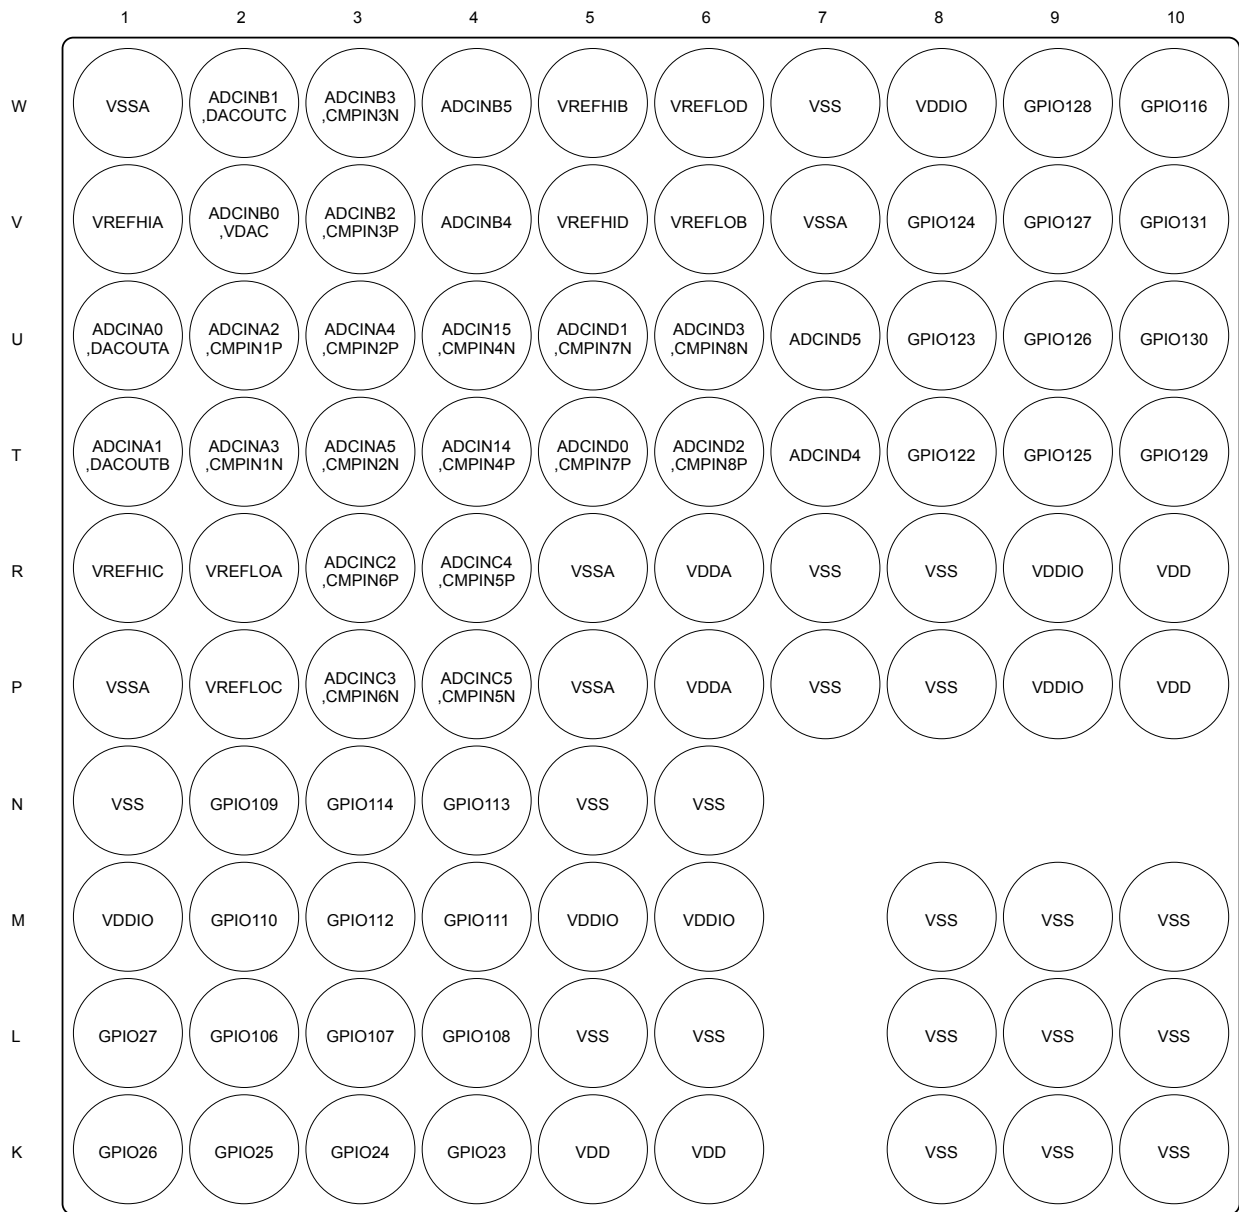 1 2 3 4 5 6 7 8 9 10
W VSSA ADCINB1 ,DACOUTC ADCINB3 ,CMPIN3N ADCINB5 VREFHIB VREFLOD VSS VDDIO GPIO128 GPIO116
V VREFHIA ADCINB0 ,VDAC ADCINB2 ,CMPIN3P ADCINB4 VREFHID VREFLOB VSSA GPIO124 GPIO127 GPIO131
U ADCINA0 ,DACOUTA ADCINA2 ,CMPIN1P ADCINA4 ,CMPIN2P ADCIN15 ,CMPIN4N ADCIND1 ,CMPIN7N ADCIND3 ,CMPIN8N ADCIND5 GPIO123 GPIO126 GPIO130
T ADCINA1 ,DACOUTB ADCINA3 ,CMPIN1N ADCINA5 ,CMPIN2N ADCIN14 ,CMPIN4P ADCIND0 ,CMPIN7P ADCIND2 ,CMPIN8P ADCIND4 GPIO122 GPIO125 GPIO129
R VREFHIC VREFLOA ADCINC2 ,CMPIN6P ADCINC4 ,CMPIN5P VSSA VDDA VSS VSS VDDIO VDD
P VSSA VREFLOC ADCINC3 ,CMPIN6N ADCINC5 ,CMPIN5N VSSA VDDA VSS VSS VDDIO VDD
N VSS GPIO109 GPIO114 GPIO113 VSS VSS
M VDDIO GPIO110 GPIO112 GPIO111 VDDIO VDDIO VSS VSS VSS
L GPIO27 GPIO106 GPIO107 GPIO108 VSS VSS VSS VSS VSS
K GPIO26 GPIO25 GPIO24 GPIO23 VDD VDD VSS VSS VSS